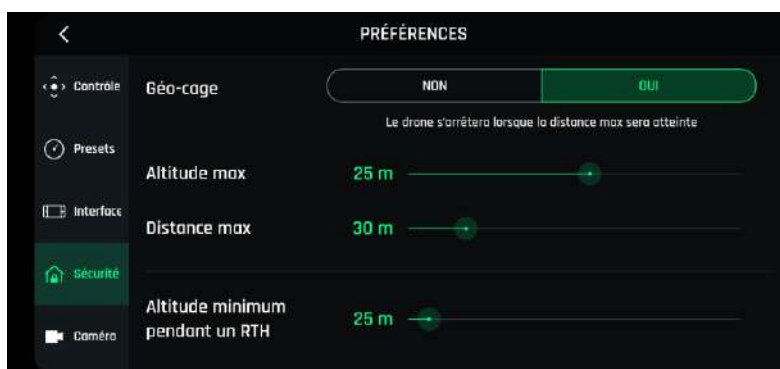 PRÉFÉRENCES
Contrôle
Géo-cage
NON
OUI
Le drone s'arrêtera lorsque la distance max sera atteinte
Presets
Altitude max
25 m
Interface
Distance max
30 m
Sécurité
Altitude minimum
pendant un RTH
25 m
Caméra